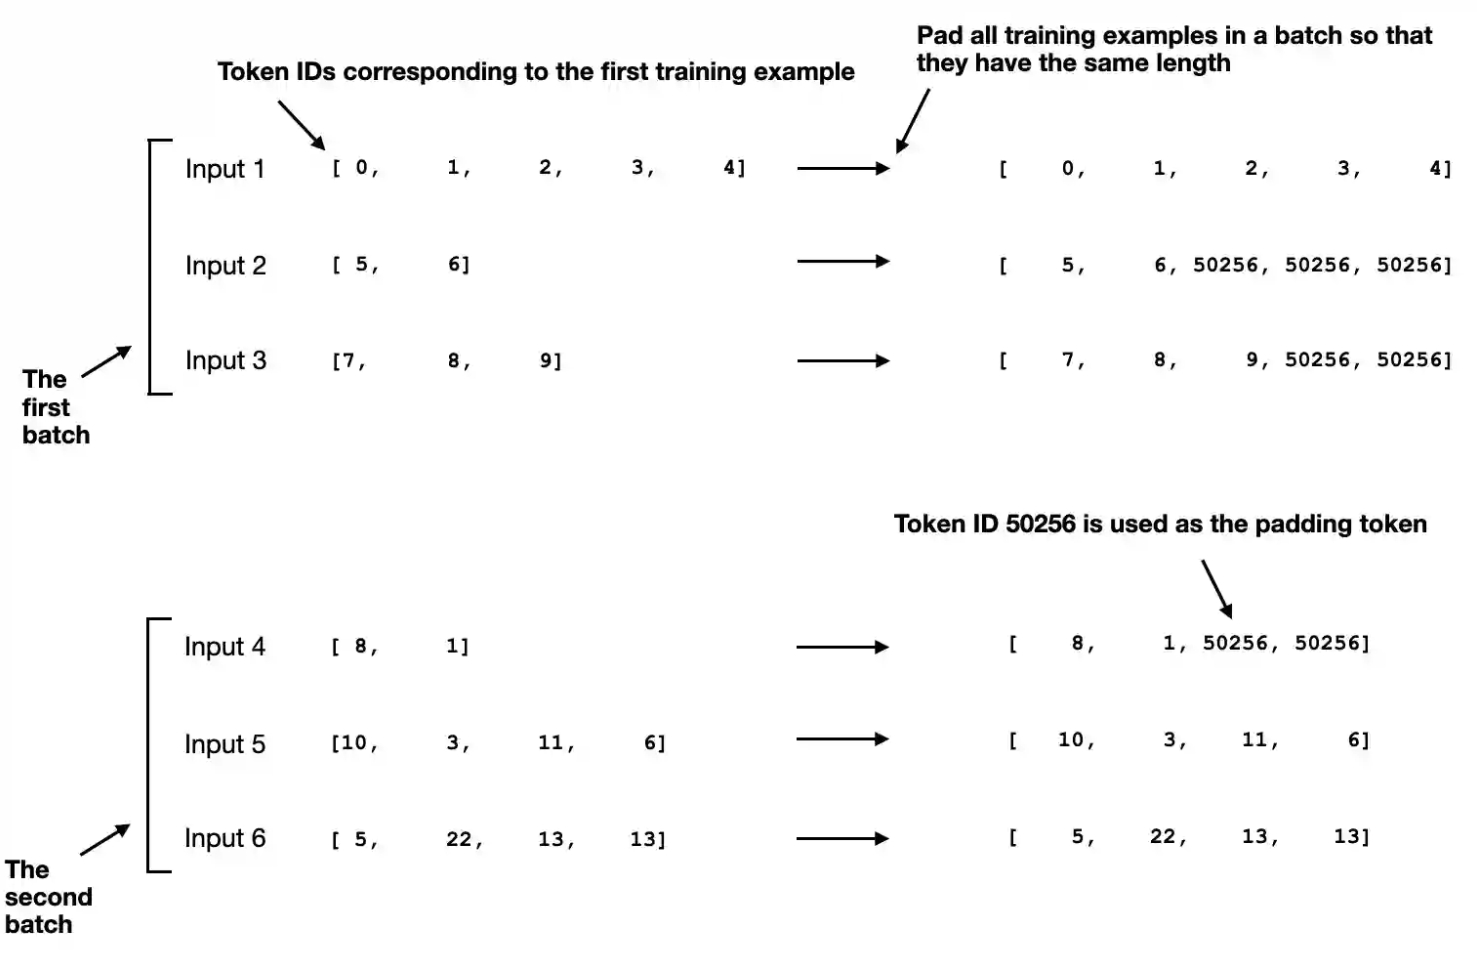 Pad all training examples in a batch so that
they have the same length
Token IDs corresponding to the first training example
Input 1 [ 0, 1, 2, 3, 4] [ 0, 1, 2, 3, 4]
Input 2 [ 5, 6] [ 5, 6, 50256, 50256, 50256]
Input 3 [7, 8, 9] [ 7, 8, 9, 50256, 50256]
The
first
batch
Token ID 50256 is used as the padding token
Input 4 [ 8, 1] [ 8, 1, 50256, 50256]
Input 5 [10, 3, 11, 6] [ 10, 3, 11, 6]
Input 6 [ 5, 22, 13, 13] [ 5, 22, 13, 13]
The
second
batch